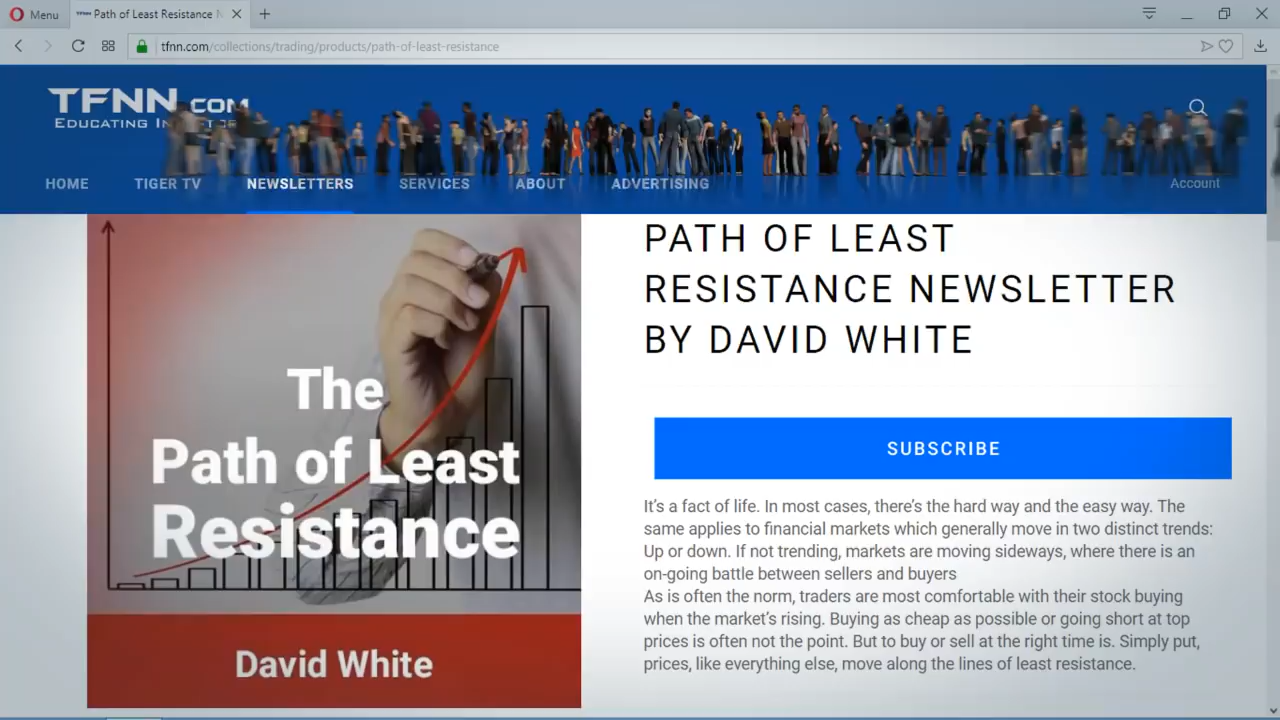 Menu
Path of Least Resistance N
tfnn.com/collections/trading/products/path-of-least-resistance
TFNN.COM
HOME TIGER TV NEWSLETTERS SERVICES ABOUT ADVERTISING Account
The
Path of Least
Resistance
David White
PATH OF LEAST
RESISTANCE NEWSLETTER
BY DAVID WHITE
SUBSCRIBE
It's a fact of life. In most cases, there's the hard way and the easy way. The
same applies to financial markets which generally move in two distinct trends:
Up or down. If not trending, markets are moving sideways, where there is an
on-going battle between sellers and buyers
As is often the norm, traders are most comfortable with their stock buying
when the market's rising. Buying as cheap as possible or going short at top
prices is often not the point. But to buy or sell at the right time is. Simply put,
prices, like everything else, move along the lines of least resistance.